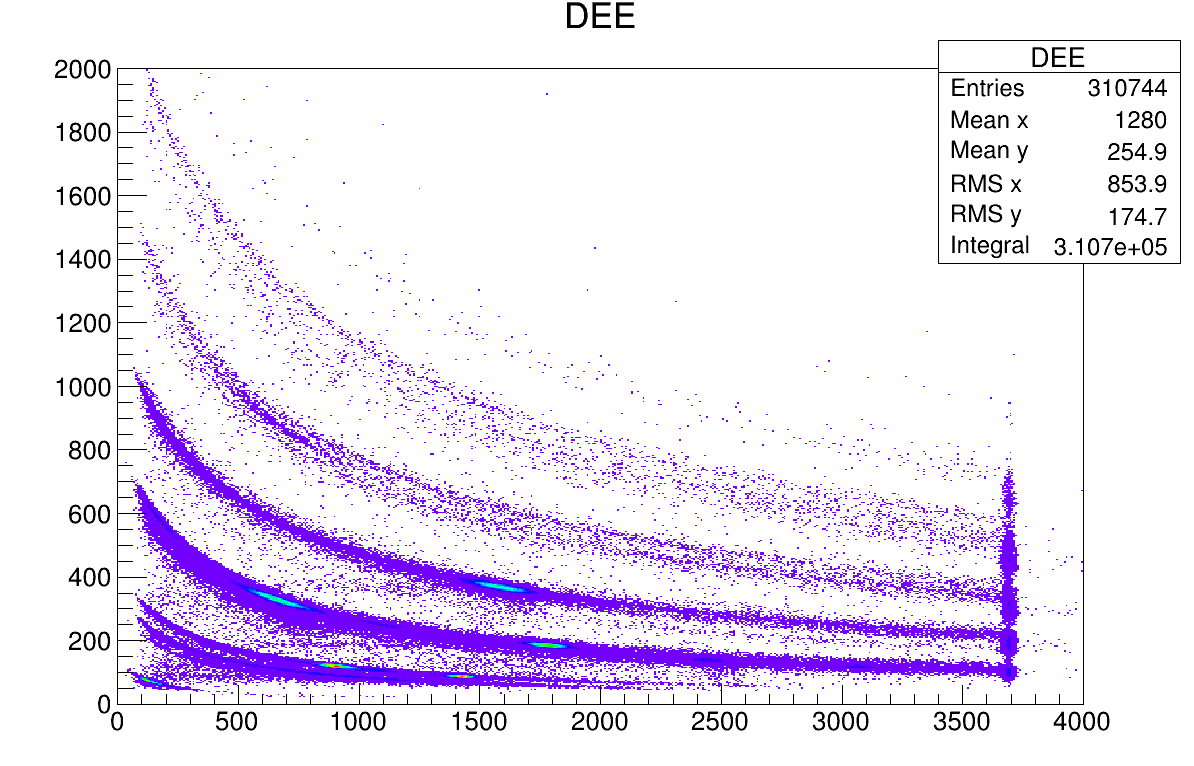 DEE
DEE
Entries 310744
Mean x 1280
Mean y 254.9
RMS x 853.9
RMS y 174.7
Integral 3.107e+05
2000
1800
1600
1400
1200
1000
800
600
400
200
0
0 500 1000 1500 2000 2500 3000 3500 4000